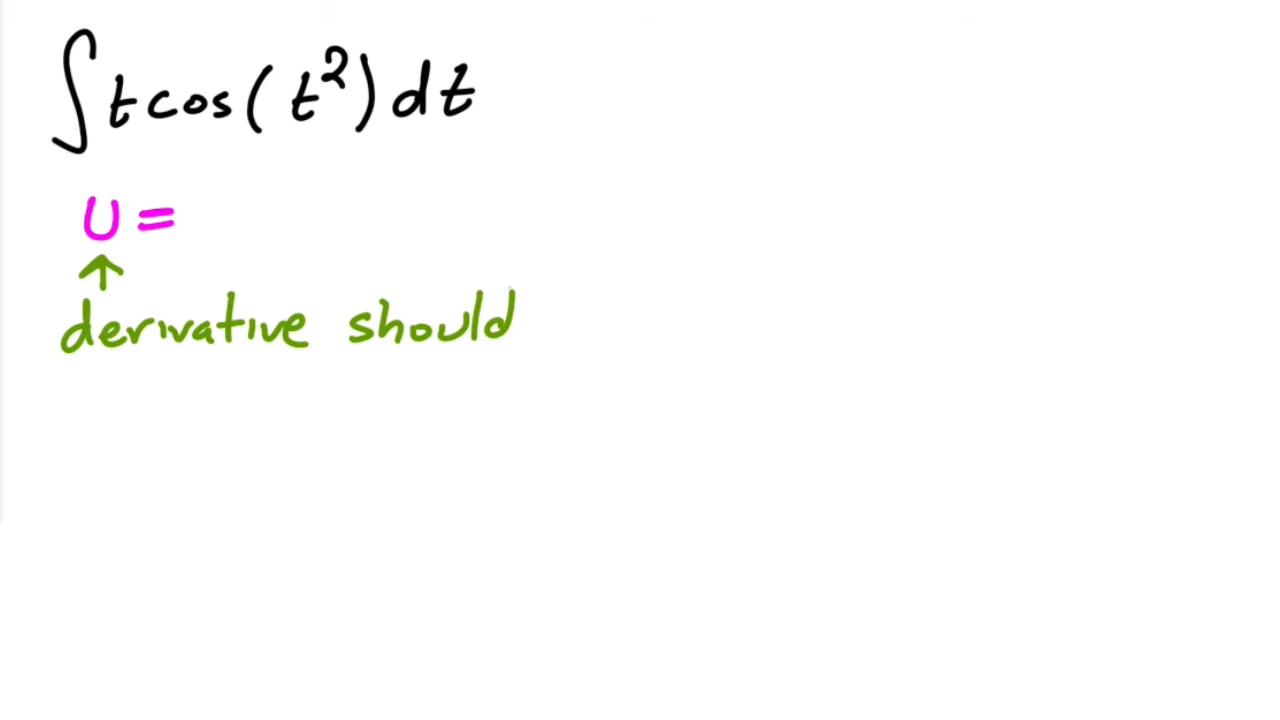 ∫ t cos(t²) dt
U =
↑
derivative should